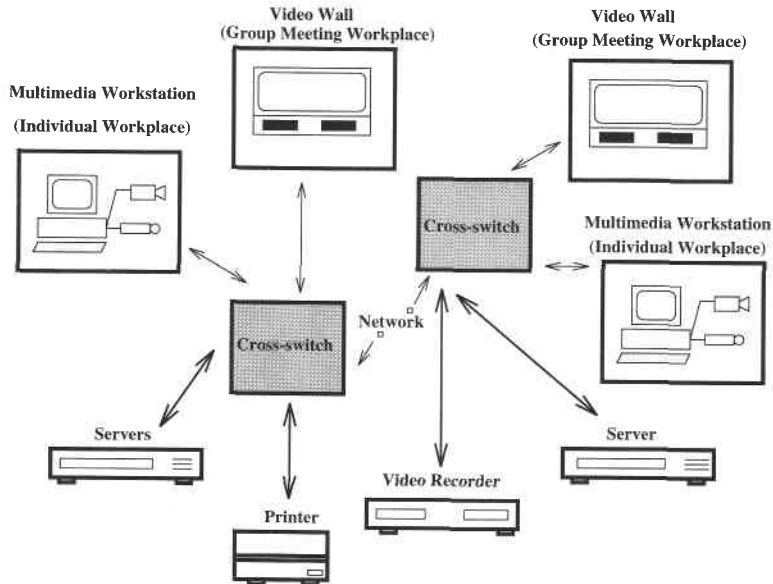 Video Wall
(Group Meeting Workplace)
Video Wall
(Group Meeting Workplace)
Multimedia Workstation
(Individual Workplace)
Cross-switch
Multimedia Workstation
(Individual Workplace)
Network
Cross-switch
Servers
Server
Video Recorder
Printer